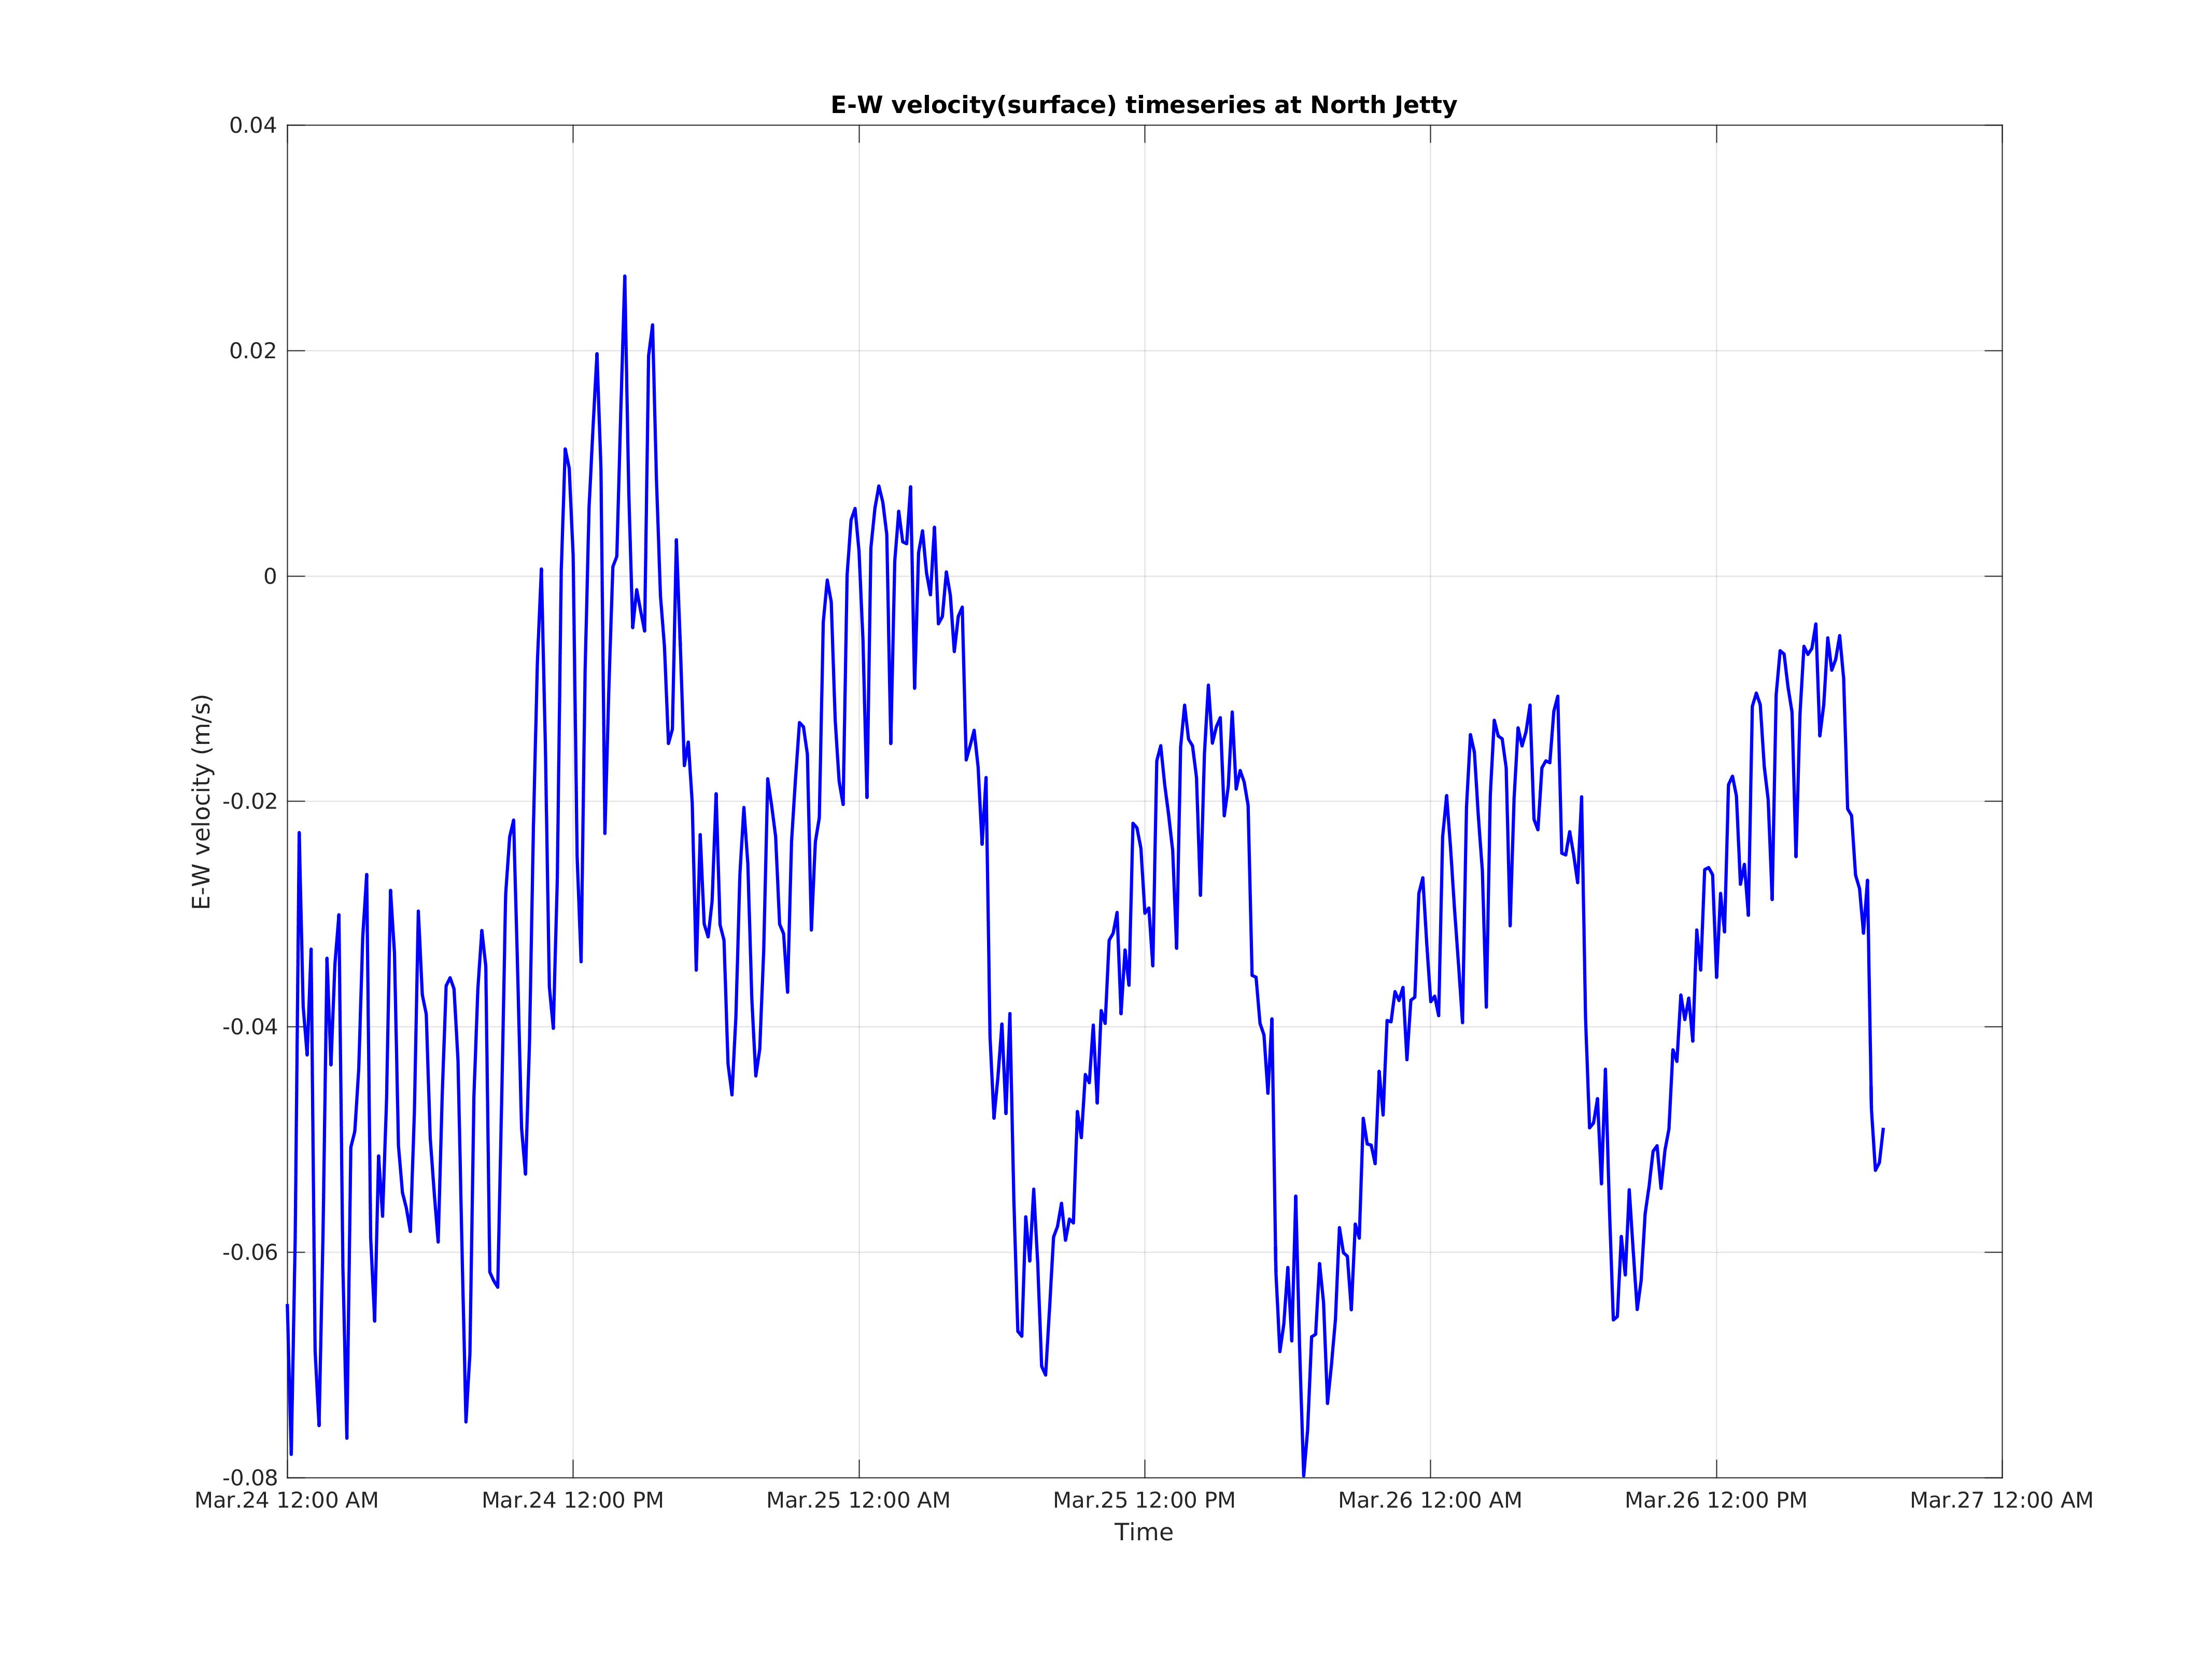 E-W velocity(surface) timeseries at North Jetty
0.04
0.02
0
-0.02
-0.04
-0.06
-0.08
E-W velocity (m/s)
Mar.24 12:00 AM Mar.24 12:00 PM Mar.25 12:00 AM Mar.25 12:00 PM Mar.26 12:00 AM Mar.26 12:00 PM Mar.27 12:00 AM
Time